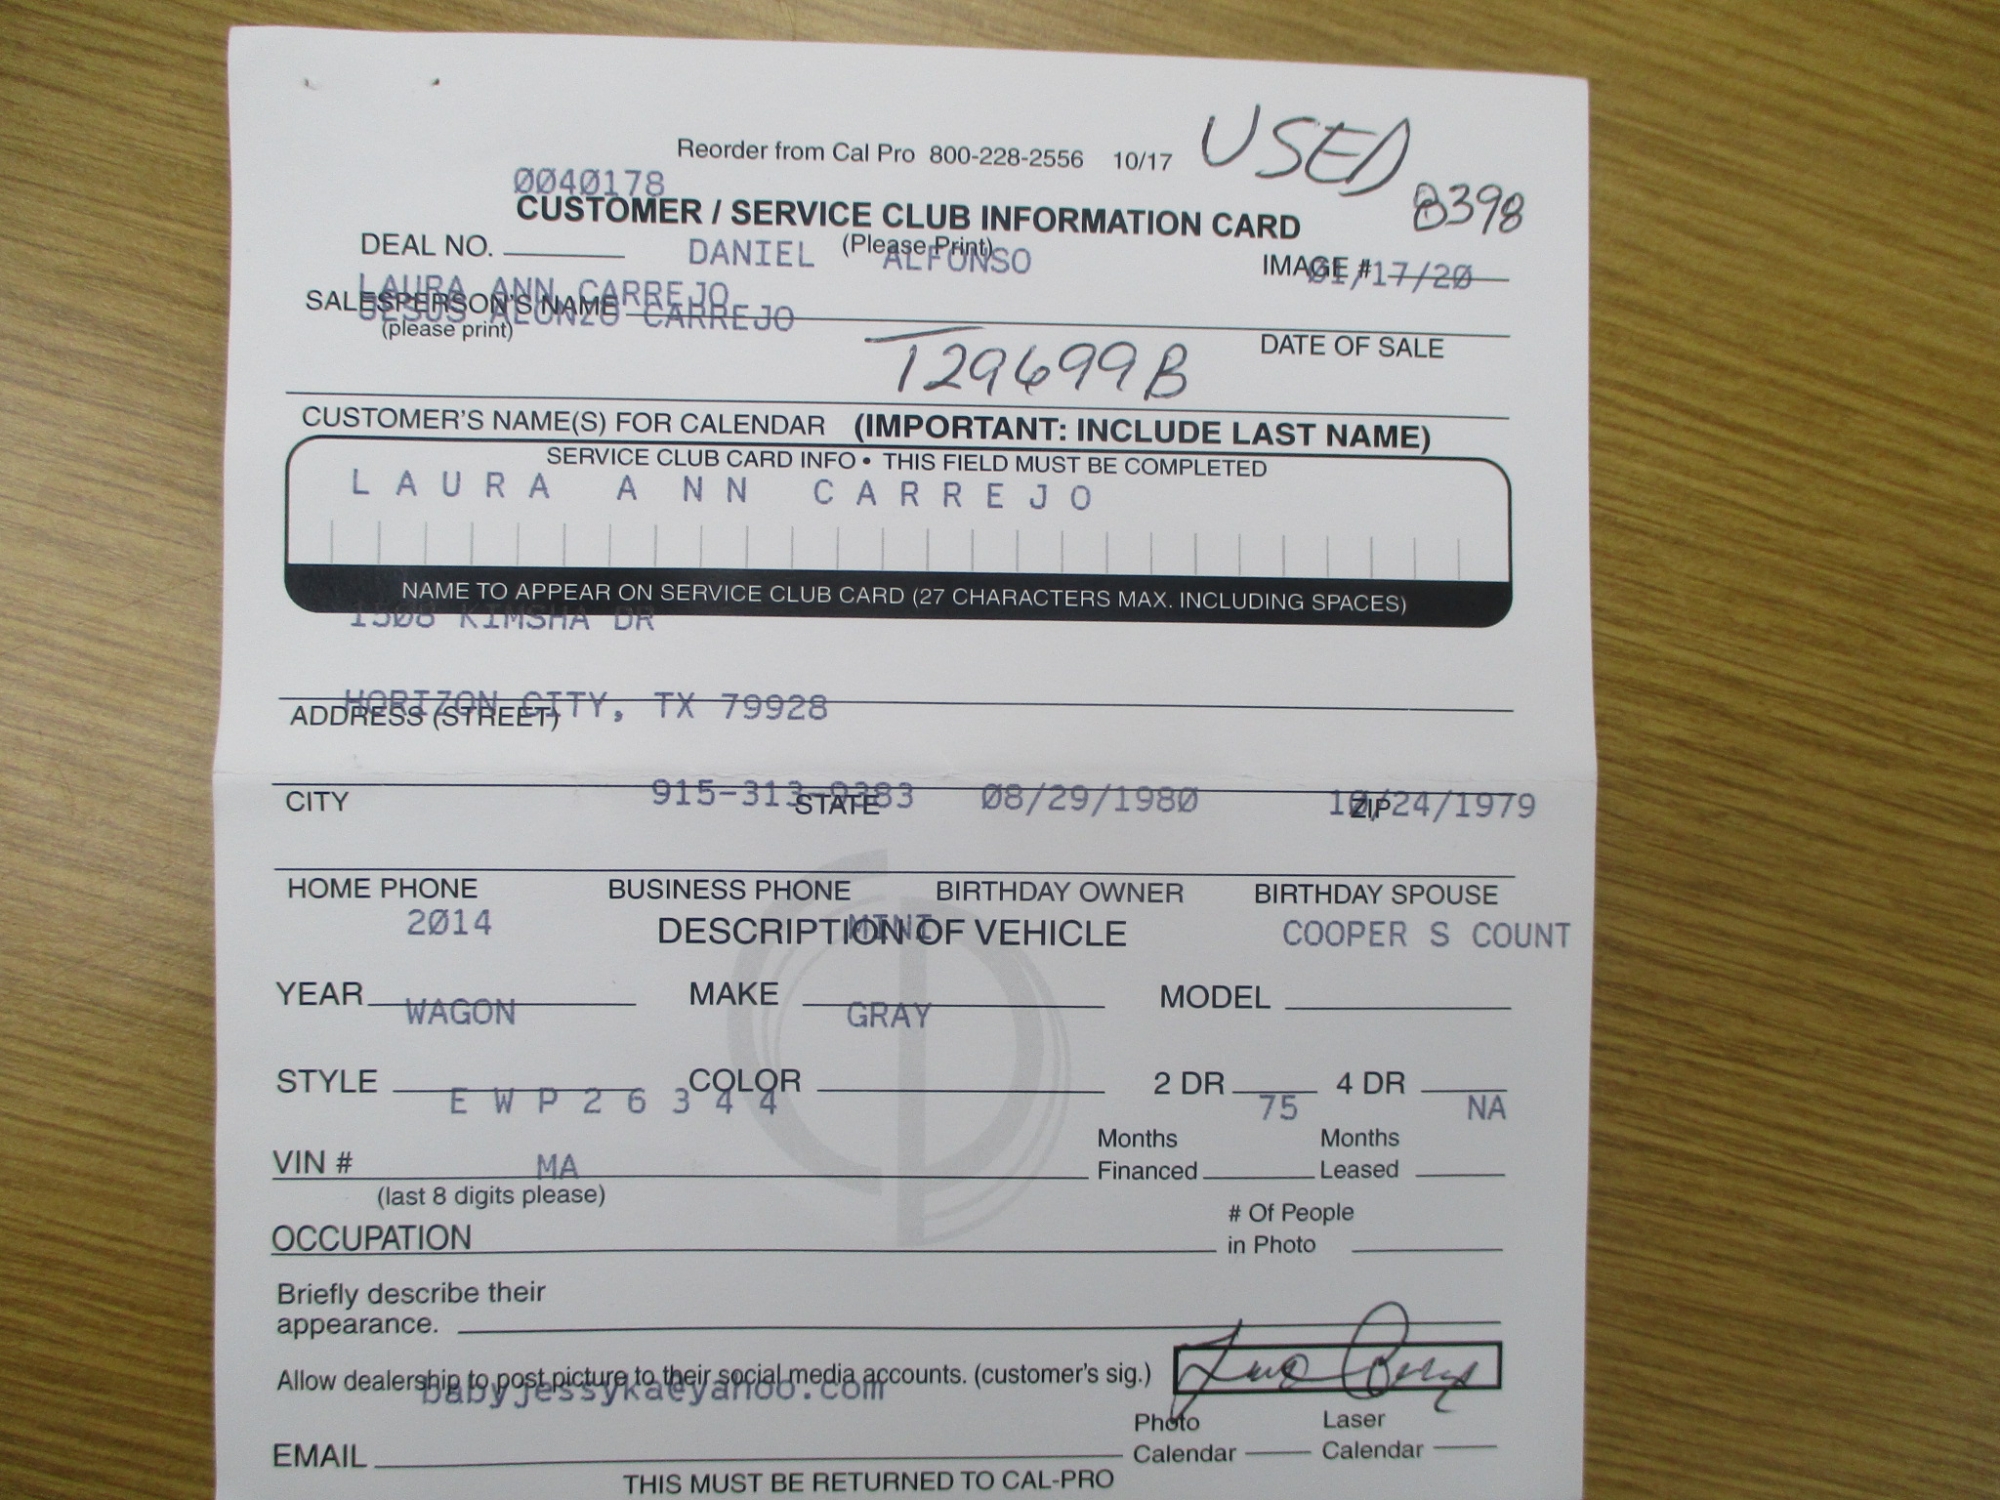 Reorder from Cal Pro 800-228-2556 10/17 USED
0040178 8398
CUSTOMER / SERVICE CLUB INFORMATION CARD
DEAL NO. DANIEL ALFONSO (Please Print) IMAGE # 01/17/20
LAURA ANN CARREJO
SALESPERSON'S NAME JESUS ALONZO CARREJO
(please print) DATE OF SALE
T29699B
CUSTOMER'S NAME(S) FOR CALENDAR (IMPORTANT: INCLUDE LAST NAME)
SERVICE CLUB CARD INFO • THIS FIELD MUST BE COMPLETED
LAURA ANN CARREJO
NAME TO APPEAR ON SERVICE CLUB CARD (27 CHARACTERS MAX. INCLUDING SPACES)
1508 KIMSHA DR
HORIZON CITY, TX 79928
ADDRESS (STREET)
915-313-9383 08/29/1980 10/24/1979
CITY STATE ZIP
HOME PHONE BUSINESS PHONE BIRTHDAY OWNER BIRTHDAY SPOUSE
2014 MINI COOPER S COUNT
DESCRIPTION OF VEHICLE
YEAR MAKE MODEL
WAGON GRAY
STYLE COLOR 2 DR 4 DR
EWP26344 75 NA
VIN # MA Months Financed Months Leased
(last 8 digits please)
OCCUPATION # Of People in Photo
Briefly describe their
appearance.
Allow dealership to post picture to their social media accounts. (customer's sig.)
babyjessyka@yahoo.com
EMAIL Photo Calendar Laser Calendar
THIS MUST BE RETURNED TO CAL-PRO